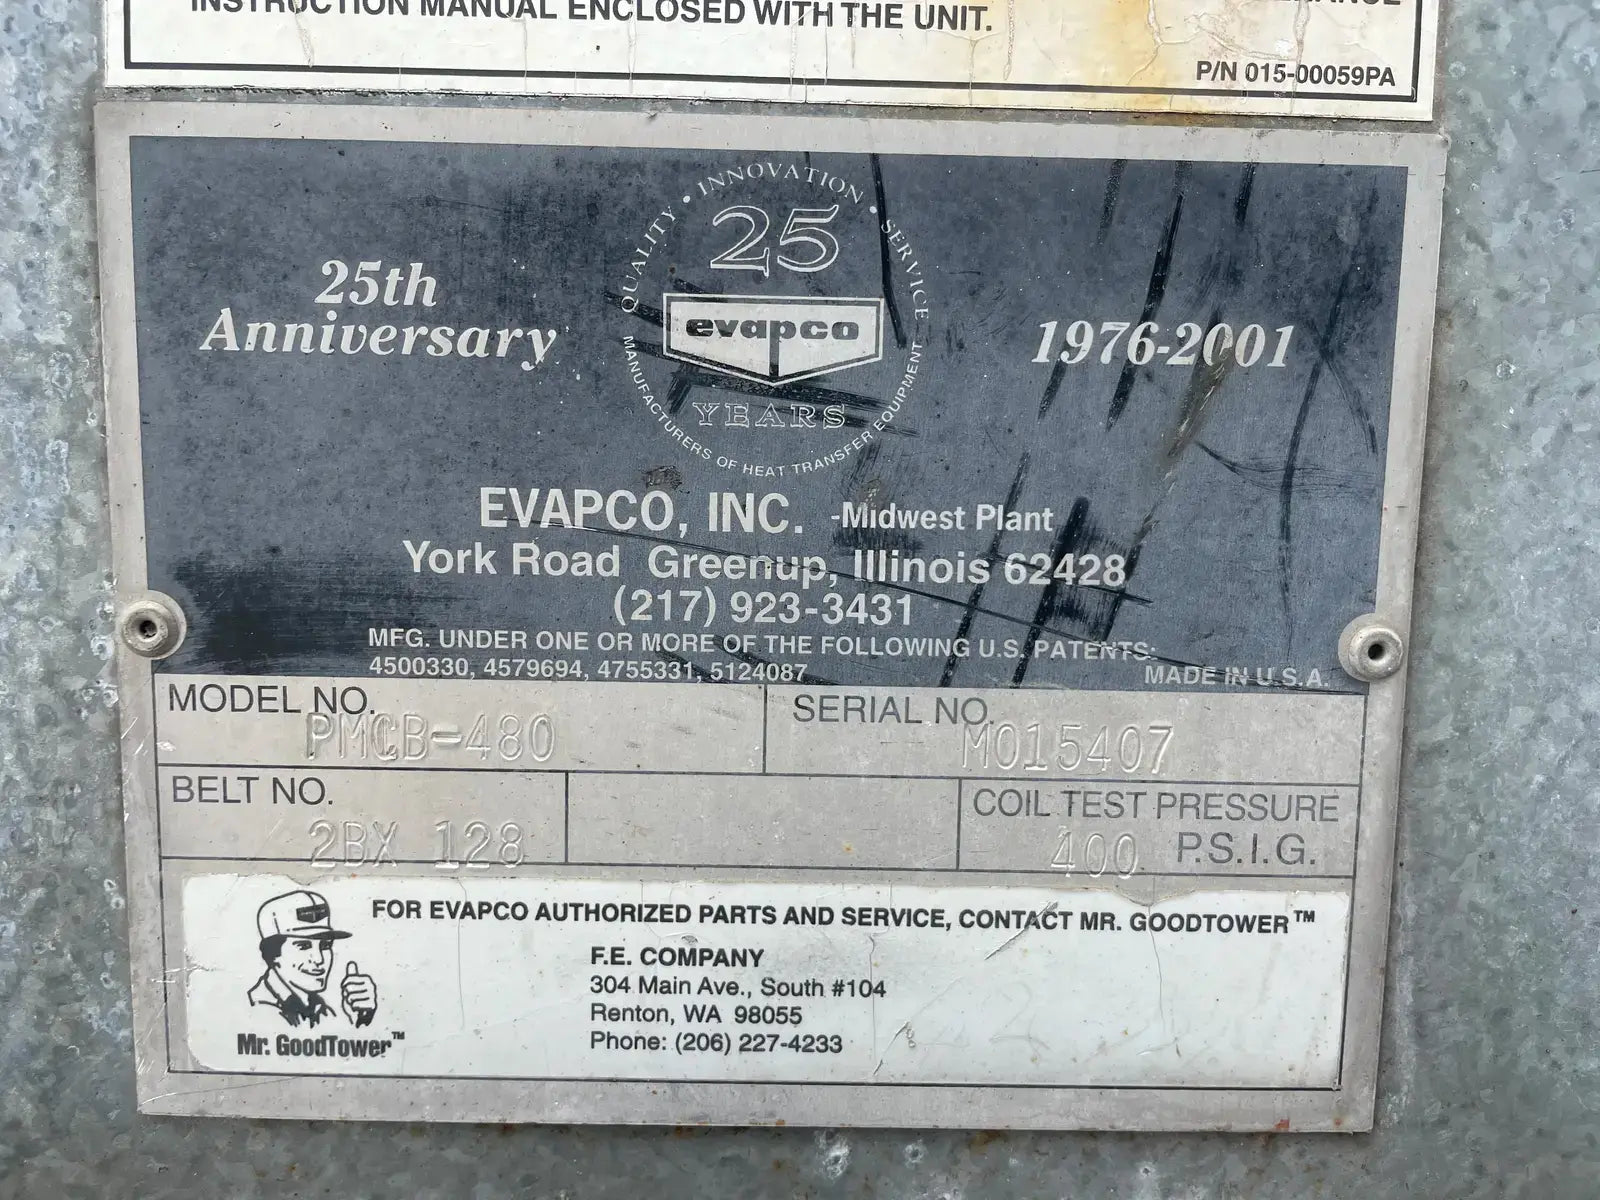 INSTRUCTION MANUAL ENCLOSED WITH THE UNIT.
P/N 015-00059PA
QUALITY • INNOVATION • SERVICE
25
evapco
YEARS
MANUFACTURERS OF HEAT TRANSFER EQUIPMENT
25th
Anniversary
1976-2001
EVAPCO, INC. -Midwest Plant
York Road Greenup, Illinois 62428
(217) 923-3431
MFG. UNDER ONE OR MORE OF THE FOLLOWING U.S. PATENTS:
4500330, 4579694, 4755331, 5124087
MADE IN U.S.A.
MODEL NO.
PMCB-480
SERIAL NO.
M015407
BELT NO.
2BX 128
COIL TEST PRESSURE
400 P.S.I.G.
FOR EVAPCO AUTHORIZED PARTS AND SERVICE, CONTACT MR. GOODTOWER™
F.E. COMPANY
304 Main Ave., South #104
Renton, WA 98055
Phone: (206) 227-4233
Mr. GoodTower™